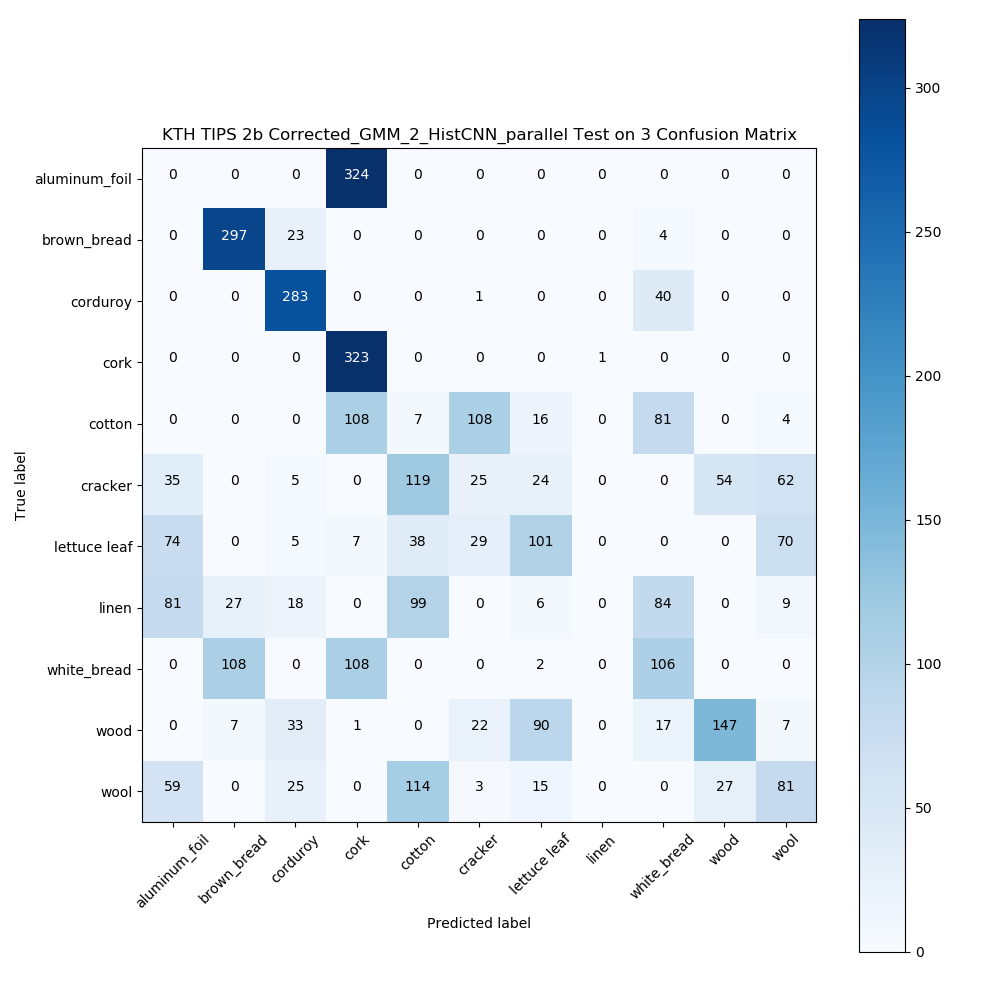 KTH TIPS 2b Corrected_GMM_2_HistCNN_parallel Test on 3 Confusion Matrix
True label
aluminum_foil 0 0 0 324 0 0 0 0 0 0 0
brown_bread 0 297 23 0 0 0 0 0 4 0 0
corduroy 0 0 283 0 0 1 0 0 40 0 0
cork 0 0 0 323 0 0 0 1 0 0 0
cotton 0 0 0 108 7 108 16 0 81 0 4
cracker 35 0 5 0 119 25 24 0 0 54 62
lettuce leaf 74 0 5 7 38 29 101 0 0 0 70
linen 81 27 18 0 99 0 6 0 84 0 9
white_bread 0 108 0 108 0 0 2 0 106 0 0
wood 0 7 33 1 0 22 90 0 17 147 7
wool 59 0 25 0 114 3 15 0 0 27 81
aluminum_foil brown_bread corduroy cork cotton cracker lettuce leaf linen white_bread wood wool
Predicted label
300
250
200
150
100
50
0